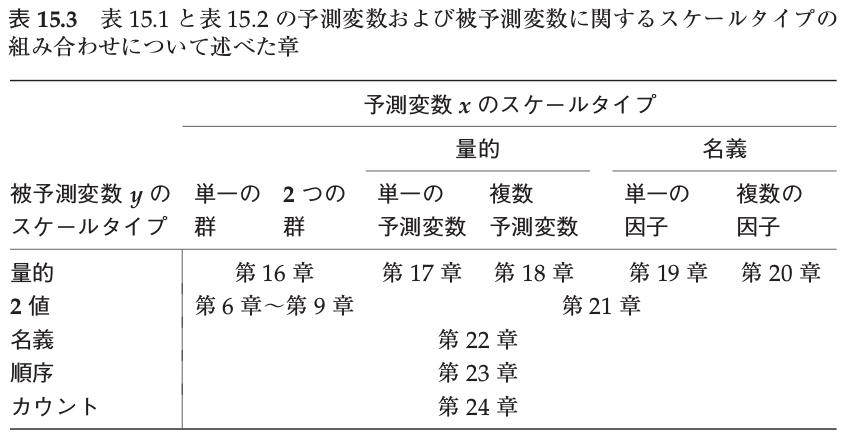 表 15.3 表 15.1 と表 15.2 の予測変数および被予測変数に関するスケールタイプの
組み合わせについて述べた章
予測変数 x のスケールタイプ
量的 名義
被予測変数 y の 単一の 2 つの 単一の 複数 単一の 複数の
スケールタイプ 群 群 予測変数 予測変数 因子 因子
量的 第 16 章 第 17 章 第 18 章 第 19 章 第 20 章
2 値 第 6 章〜第 9 章 第 21 章
名義 第 22 章
順序 第 23 章
カウント 第 24 章